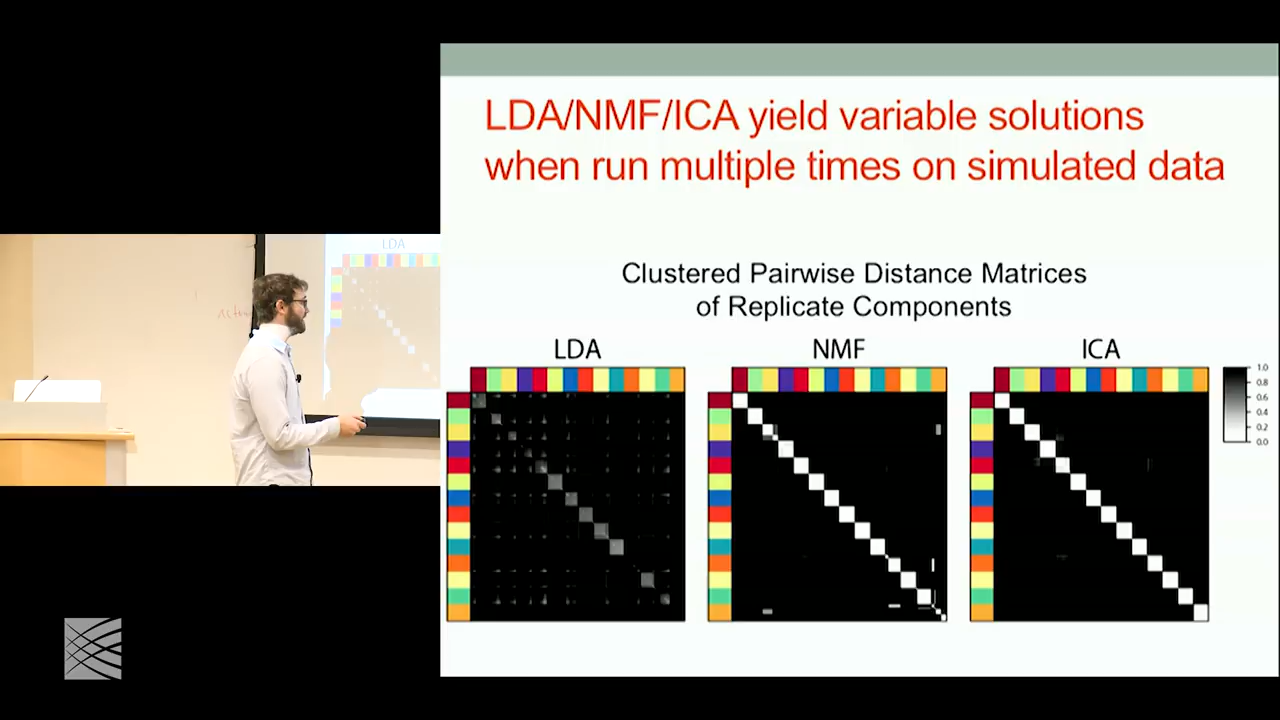 LDA/NMF/ICA yield variable solutions
when run multiple times on simulated data
Clustered Pairwise Distance Matrices
of Replicate Components
LDA
NMF
ICA
1.0
0.8
0.6
0.4
0.2
0.0
LDA